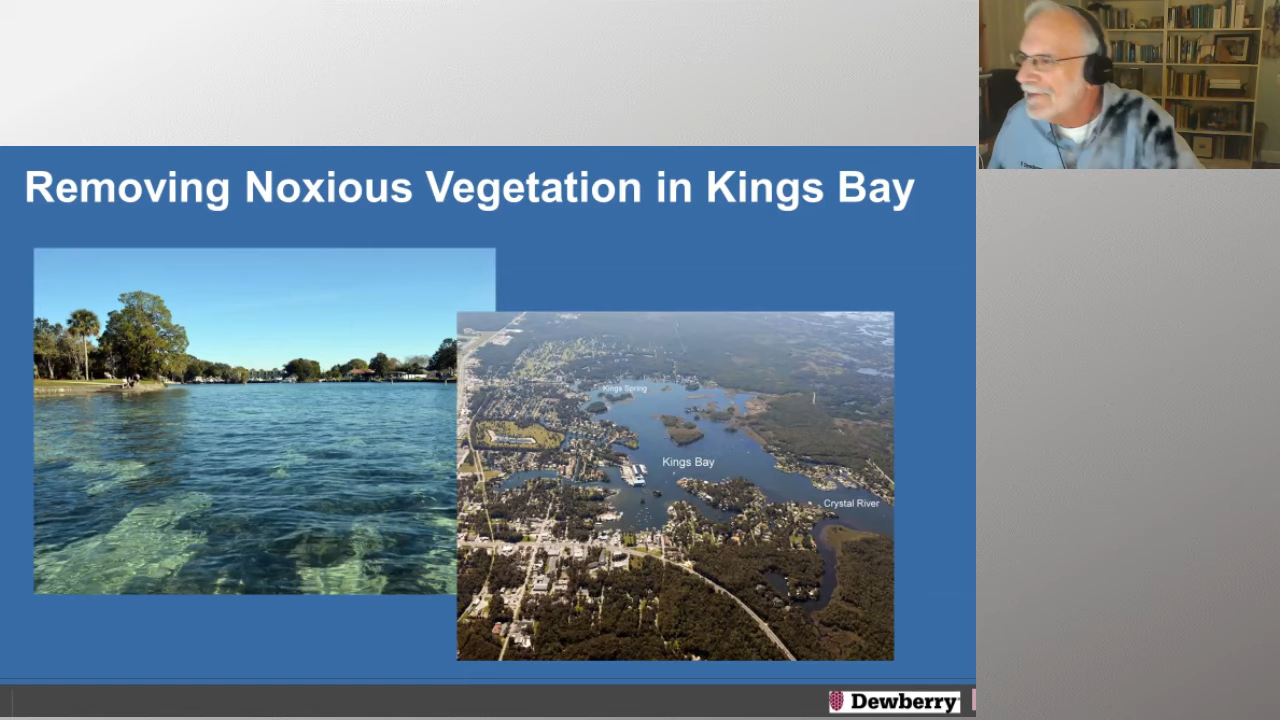 Removing Noxious Vegetation in Kings Bay
Kings Spring
Kings Bay
Crystal River
Dewberry